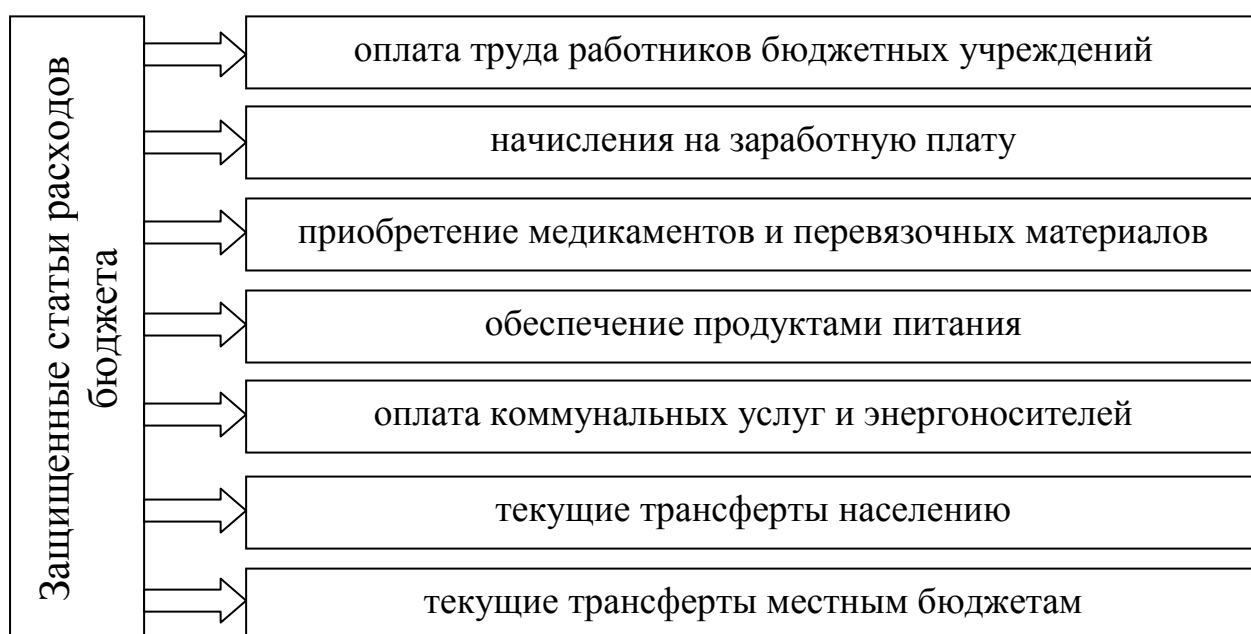 Защищенные статьи расходов
бюджета
оплата труда работников бюджетных учреждений
начисления на заработную плату
приобретение медикаментов и перевязочных материалов
обеспечение продуктами питания
оплата коммунальных услуг и энергоносителей
текущие трансферты населению
текущие трансферты местным бюджетам